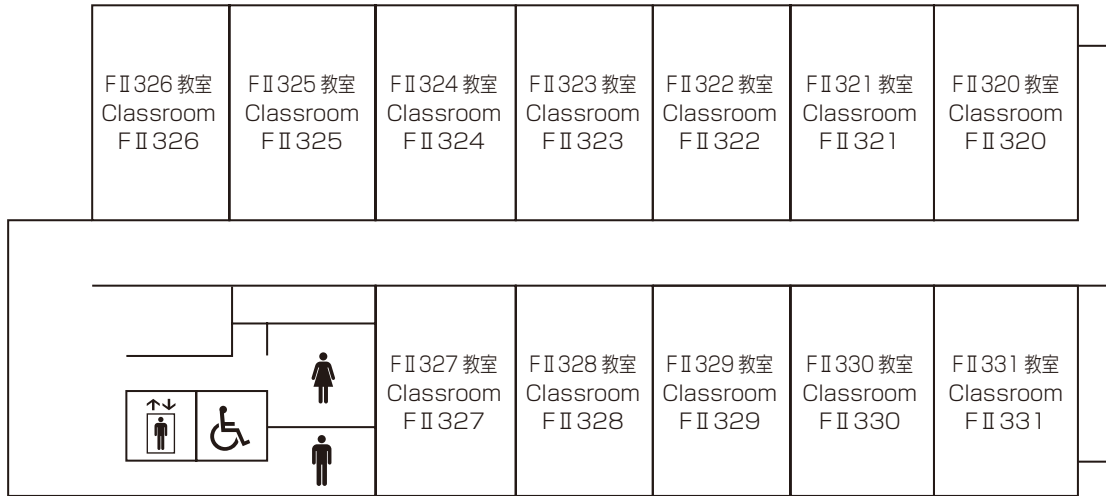 FⅡ326 教室
Classroom
FⅡ326
FⅡ325 教室
Classroom
FⅡ325
FⅡ324 教室
Classroom
FⅡ324
FⅡ323 教室
Classroom
FⅡ323
FⅡ322 教室
Classroom
FⅡ322
FⅡ321 教室
Classroom
FⅡ321
FⅡ320 教室
Classroom
FⅡ320
FⅡ327 教室
Classroom
FⅡ327
FⅡ328 教室
Classroom
FⅡ328
FⅡ329 教室
Classroom
FⅡ329
FⅡ330 教室
Classroom
FⅡ330
FⅡ331 教室
Classroom
FⅡ331